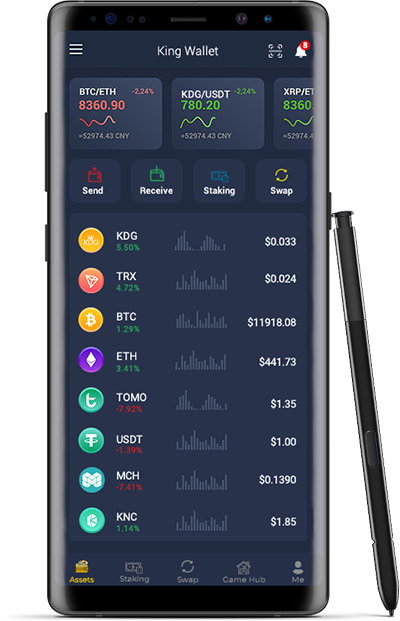 King Wallet
8
BTC/ETH -2,24%
8360.90
≈52974.43 CNY
KDG/USDT -2,24%
780.20
≈52974.43 CNY
XRP/ET
8360
≈52974.43
Send
Receive
Staking
Swap
KDG
KDG
5.50%
$0.033
TRX
4.72%
$0.024
BTC
1.29%
$11918.08
ETH
3.41%
$441.73
TOMO
-7.92%
$1.35
USDT
-1.39%
$1.00
MCH
-7.41%
$0.1390
KNC
1.14%
$1.85
Assets
Staking
Swap
Game Hub
Me